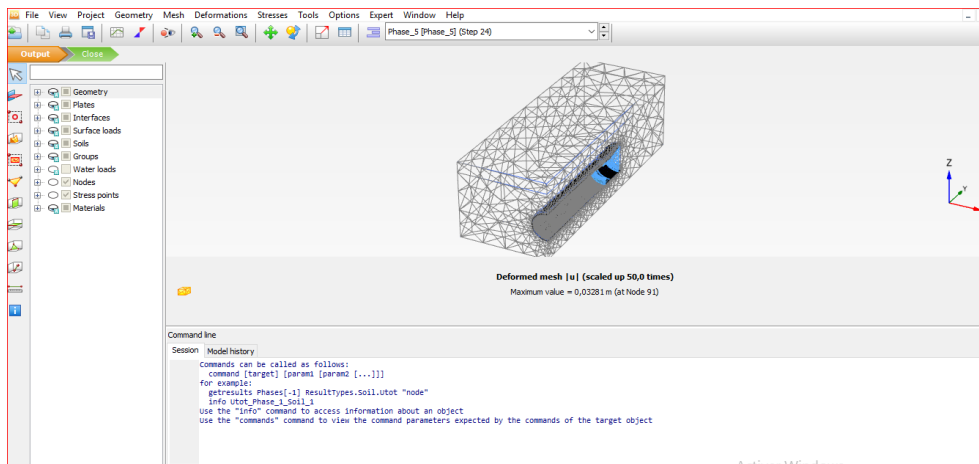 File View Project Geometry Mesh Deformations Stresses Tools Options Expert Window Help
Phase_5 [Phase_5] (Step 24)
Output Close
Geometry
Plates
Interfaces
Surface loads
Soils
Groups
Water loads
Nodes
Stress points
Materials
Z
Y
Deformed mesh |u| (scaled up 50,0 times)
Maximum value = 0,03281 m (at Node 91)
Command line
Session Model history
Commands can be called as follows:
command [target] [param1 [param2 [...]]]
for example:
getresults Phases[-1] ResultTypes.Soil.Utot "node"
info Utot_Phase_1_Soil_1
Use the "info" command to access information about an object
Use the "commands" command to view the command parameters expected by the commands of the target object